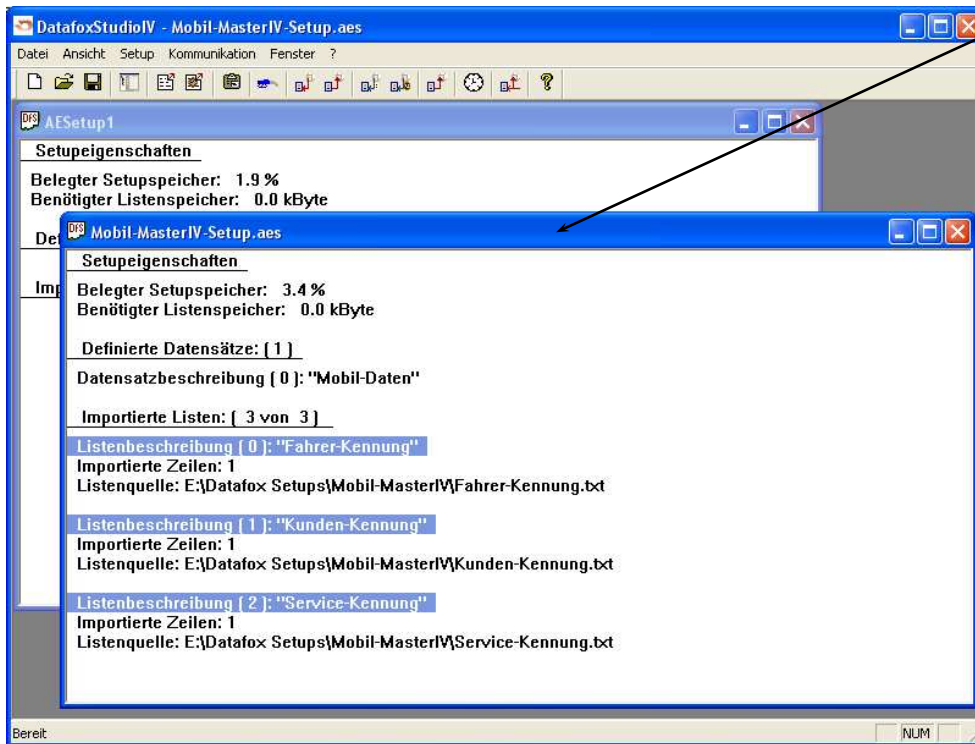 DatafoxStudioIV - Mobil-MasterIV-Setup.aes
Datei Ansicht Setup Kommunikation Fenster ?
DFS AESetup1
Setupeigenschaften
Belegter Setupspeicher: 1.9 %
Benötigter Listenspeicher: 0.0 kByte
Def
Imp
DFS Mobil-MasterIV-Setup.aes
Setupeigenschaften
Belegter Setupspeicher: 3.4 %
Benötigter Listenspeicher: 0.0 kByte
Definierte Datensätze: ( 1 )
Datensatzbeschreibung ( 0 ): "Mobil-Daten"
Importierte Listen: ( 3 von 3 )
Listenbeschreibung ( 0 ): "Fahrer-Kennung"
Importierte Zeilen: 1
Listenquelle: E:\Datafox Setups\Mobil-MasterIV\Fahrer-Kennung.txt
Listenbeschreibung ( 1 ): "Kunden-Kennung"
Importierte Zeilen: 1
Listenquelle: E:\Datafox Setups\Mobil-MasterIV\Kunden-Kennung.txt
Listenbeschreibung ( 2 ): "Service-Kennung"
Importierte Zeilen: 1
Listenquelle: E:\Datafox Setups\Mobil-MasterIV\Service-Kennung.txt
Bereit NUM